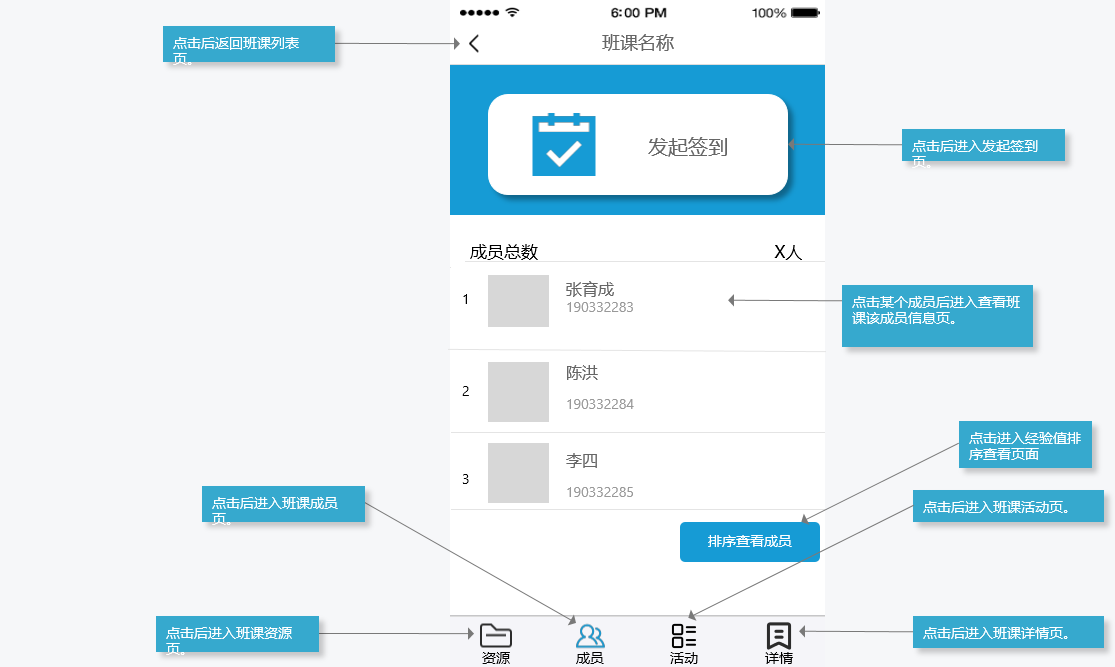 6:00 PM
100%
点击后返回班课列表
页。
班课名称
发起签到
点击后进入发起签到
页。
成员总数
X人
1
张育成
190332283
点击某个成员后进入查看班
课该成员信息页。
2
陈洪
190332284
3
李四
190332285
点击进入经验值排
序查看页面
点击后进入班课成员
页。
点击后进入班课活动页。
排序查看成员
点击后进入班课资源
页。
点击后进入班课详情页。
资源
成员
活动
详情